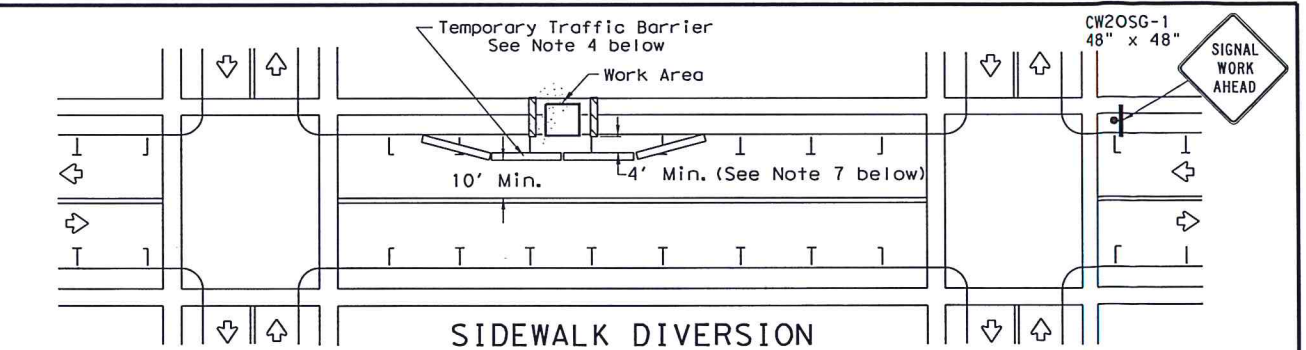 Temporary Traffic Barrier
See Note 4 below
Work Area
CW20SG-1
48" x 48"
SIGNAL
WORK
AHEAD
10' Min.
4' Min. (See Note 7 below)
SIDEWALK DIVERSION